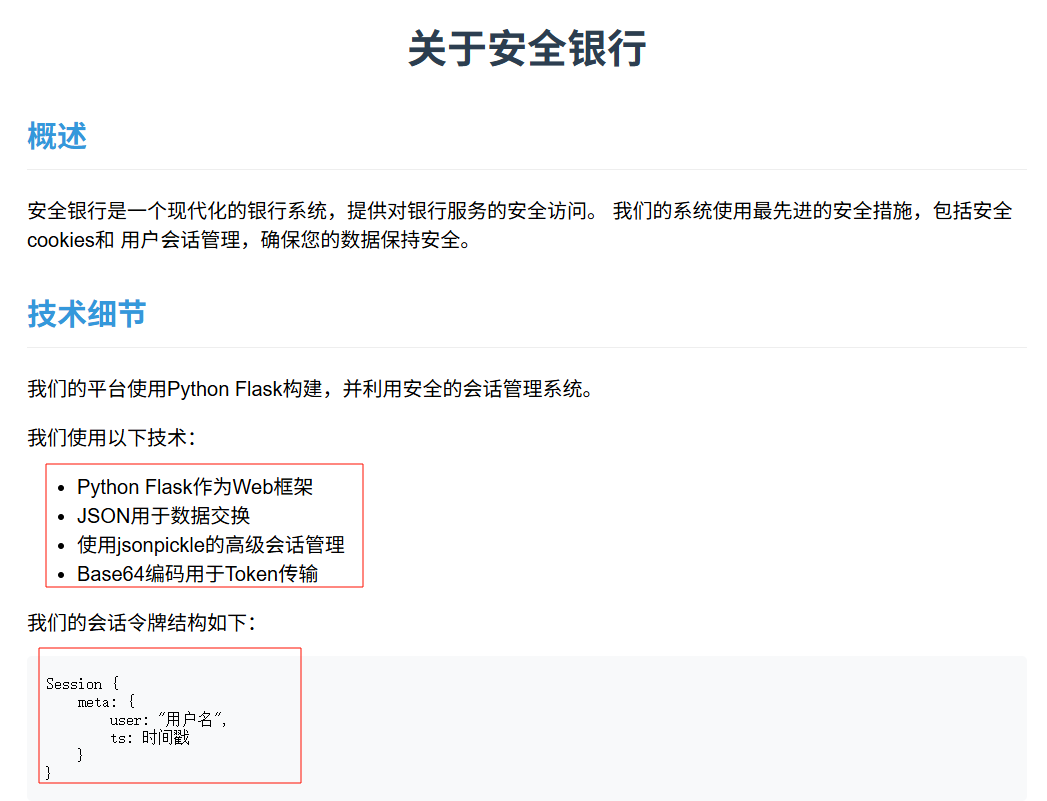 关于安全银行
概述
安全银行是一个现代化的银行系统，提供对银行服务的安全访问。 我们的系统使用最先进的安全措施，包括安全
cookies和 用户会话管理，确保您的数据保持安全。
技术细节
我们的平台使用Python Flask构建，并利用安全的会话管理系统。
我们使用以下技术：
• Python Flask作为Web框架
• JSON用于数据交换
• 使用jsonpickle的高级会话管理
• Base64编码用于Token传输
我们的会话令牌结构如下：
Session {
    meta: {
        user: "用户名",
        ts: 时间戳
    }
}